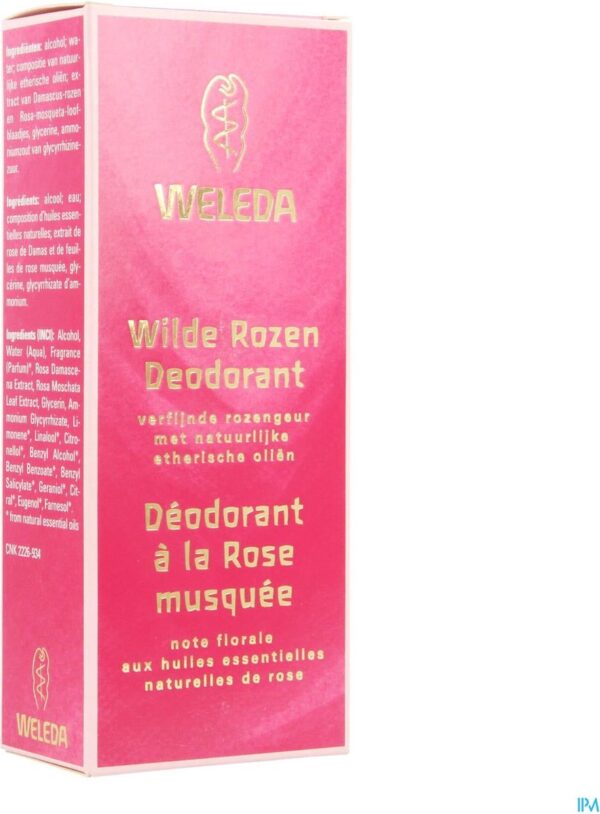 Ingrediënten: alcohol; wa-
ter; compositie van natuur-
lijke etherische oliën; ex-
tract van Damascus-rozen
en Rosa-mosqueta-loof-
blaadjes, glycerine, ammo-
niumzout van glycyrrhizine-
zuur.
Ingrédients: alcool; eau;
composition d'huiles essen-
tielles naturelles; extrait de
rose de Damas et de feuil-
les de rose musquée, gly-
cérine, glycyrrhizate d'am-
monium.
Ingredients (INCI): Alcohol,
Water (Aqua), Fragrance
(Parfum)*, Rosa Damasce-
na Extract, Rosa Moschata
Leaf Extract, Glycerin, Am-
monium Glycyrrhizate, Li-
monene*, Linalool*, Citro-
nellol*, Benzyl Alcohol*,
Benzyl Benzoate*, Benzyl
Salicylate*, Geraniol*, Cit-
ral*, Eugenol*, Farnesol*.
* from natural essential oils
CNK 2226-934
WELEDA
WELEDA
Wilde Rozen
Deodorant
verfijnde rozengeur
met natuurlijke
etherische oliën
Déodorant
à la Rose
musquée
note florale
aux huiles essentielles
naturelles de rose
IPM